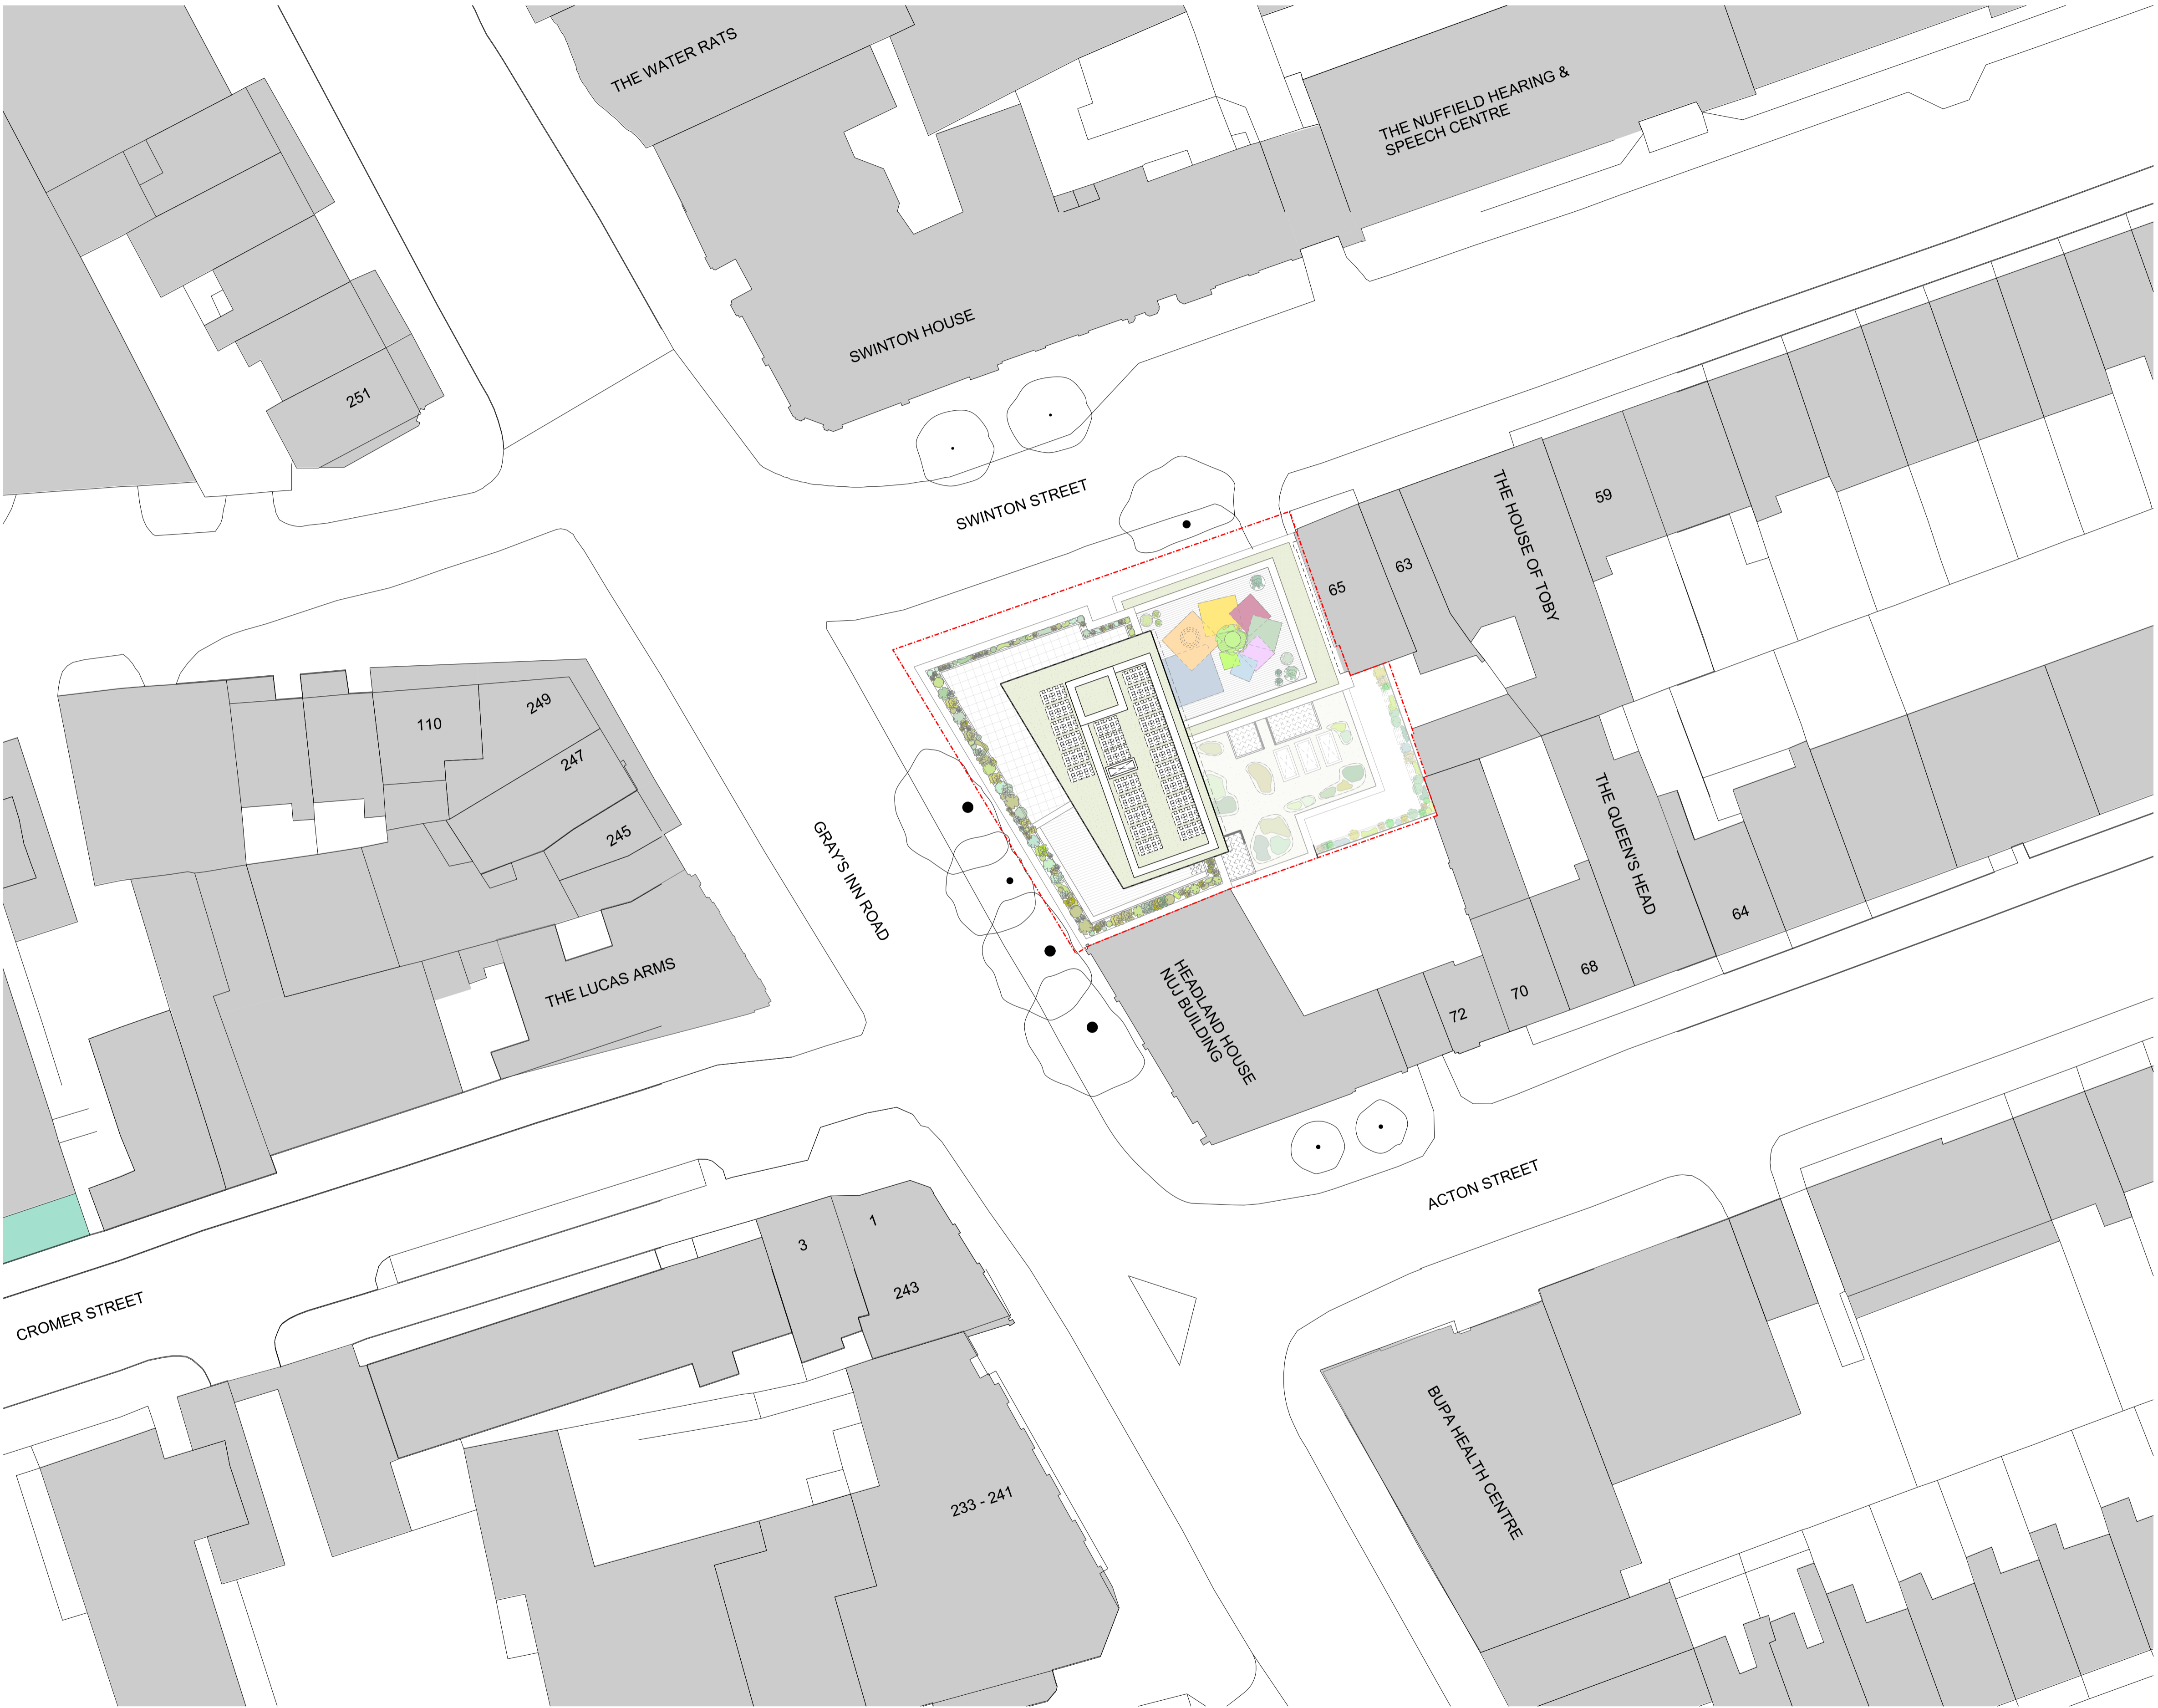 THE WATER RATS
THE NUFFIELD HEARING &
SPEECH CENTRE
SWINTON HOUSE
251
SWINTON STREET
THE HOUSE OF TOBY
59
63
65
110
249
247
245
GRAY'S INN ROAD
THE QUEEN'S HEAD
64
THE LUCAS ARMS
HEADLAND HOUSE
NUJ BUILDING
68
70
72
ACTON STREET
1
3
243
CROMER STREET
BUPA HEALTH CENTRE
233 - 241